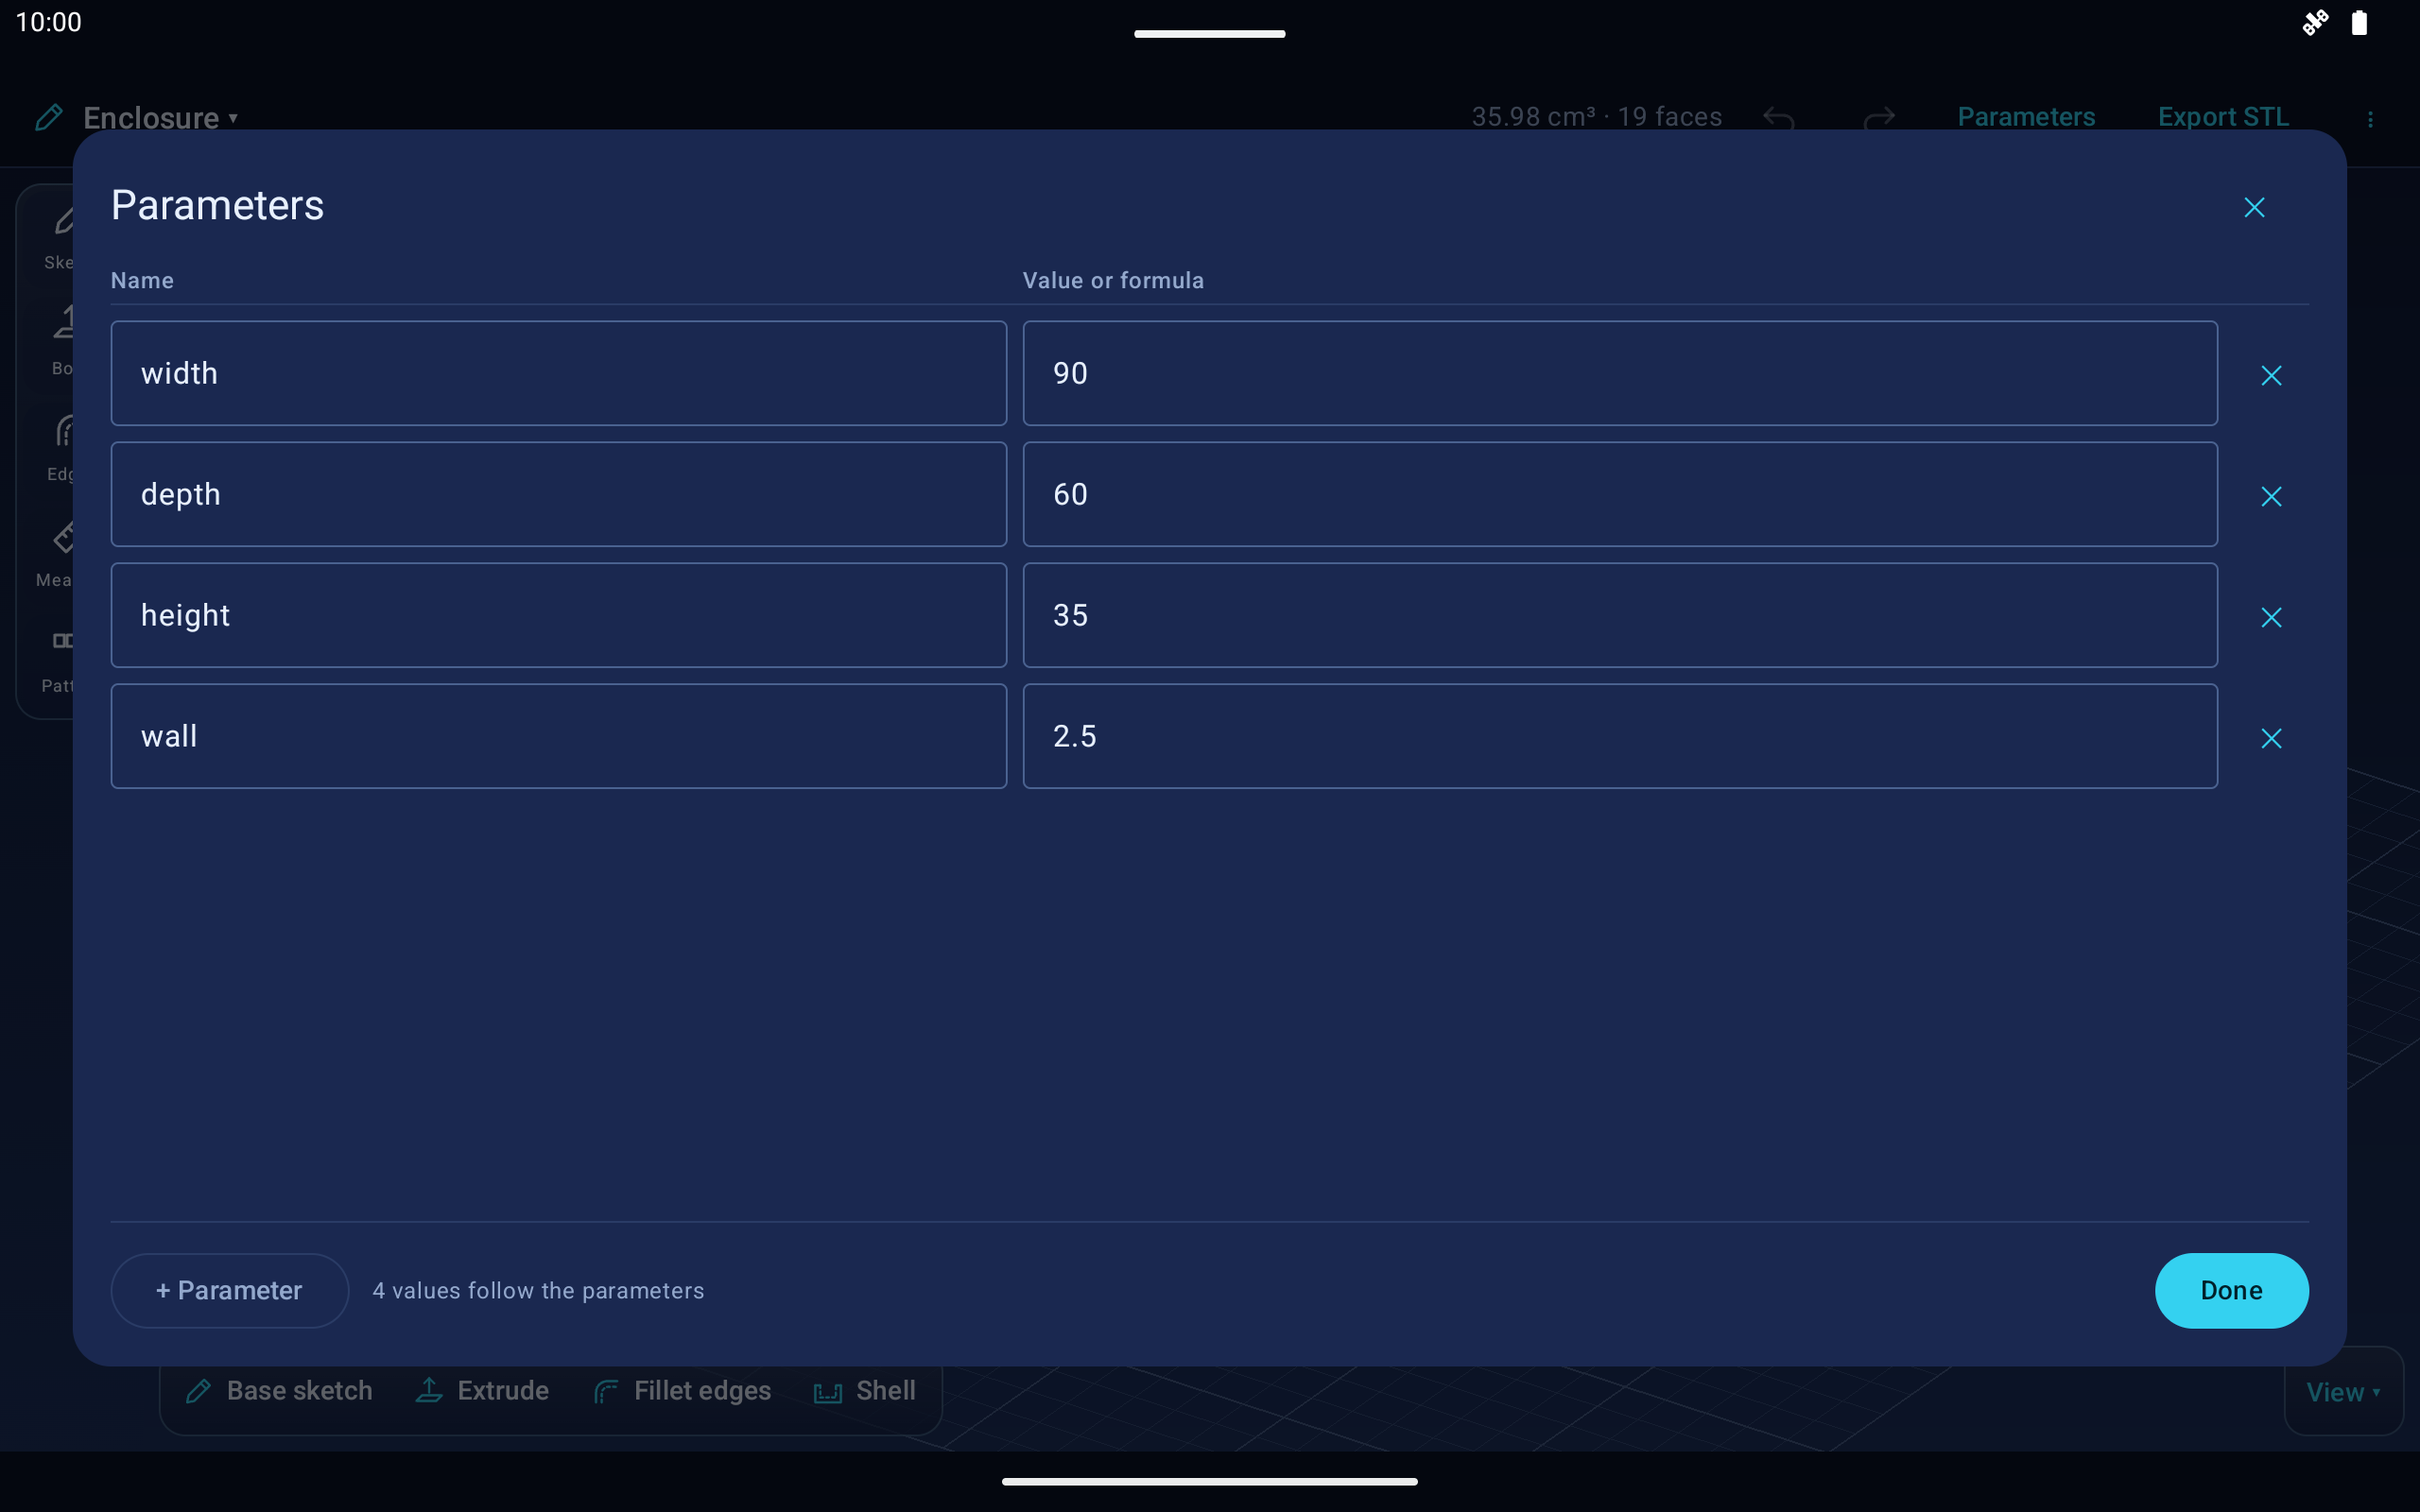 10:00
Enclosure ▾
35.98 cm³ · 19 faces
Parameters
Export STL
Parameters
Name
Value or formula
width
90
depth
60
height
35
wall
2.5
+ Parameter
4 values follow the parameters
Done
Base sketch
Extrude
Fillet edges
Shell
View ▾